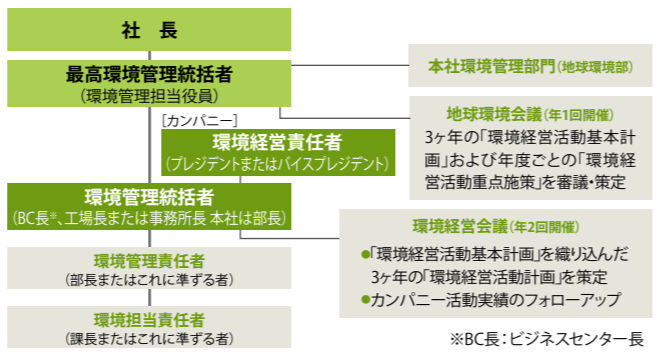 社　長
最高環境管理統括者
(環境管理担当役員)
本社環境管理部門(地球環境部)
地球環境会議(年1回開催)
3ヶ年の「環境経営活動基本計
画」および年度ごとの「環境経
営活動重点施策」を審議・策定
[カンパニー]
環境経営責任者
(プレジデントまたはバイスプレジデント)
環境管理統括者
(BC長※、工場長または事務所長 本社は部長)
環境経営会議(年2回開催)
●「環境経営活動基本計画」を織り込んだ
3ヶ年の「環境経営活動計画」を策定
●カンパニー活動実績のフォローアップ
環境管理責任者
(部長またはこれに準ずる者)
環境担当責任者
(課長またはこれに準ずる者)
※BC長：ビジネスセンター長